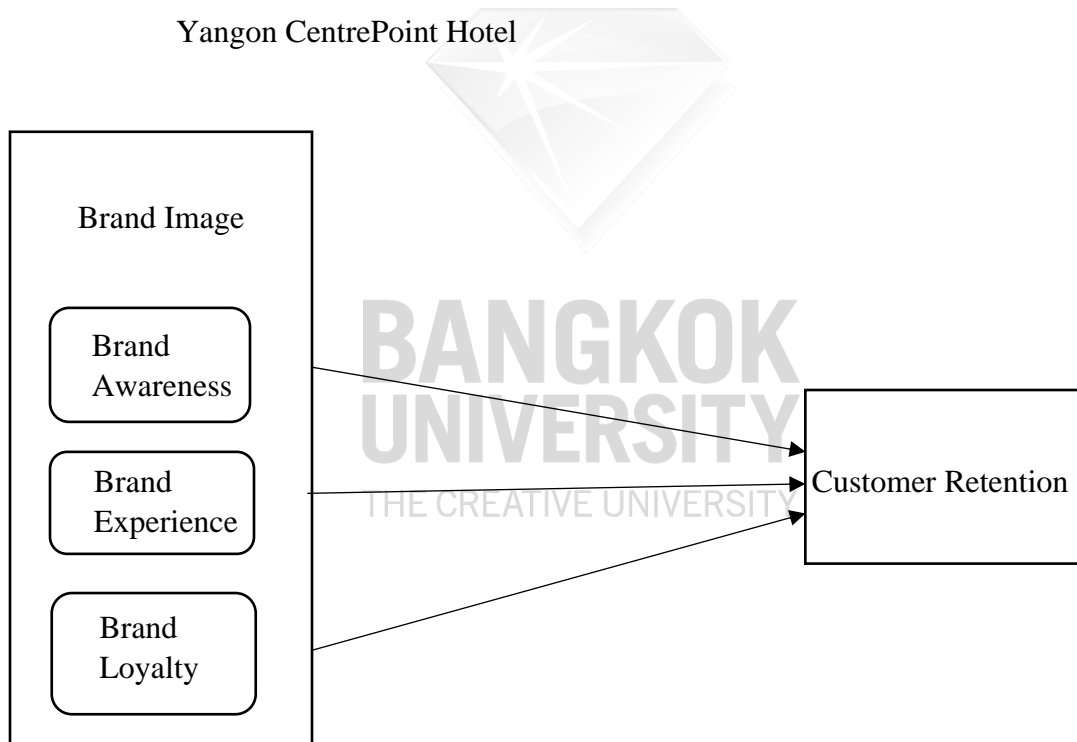 Yangon CentrePoint Hotel
Brand Image
Brand
Awareness
Brand
Experience
Brand
Loyalty
BANGKOK
UNIVERSITY
THE CREATIVE UNIVERSITY
Customer Retention